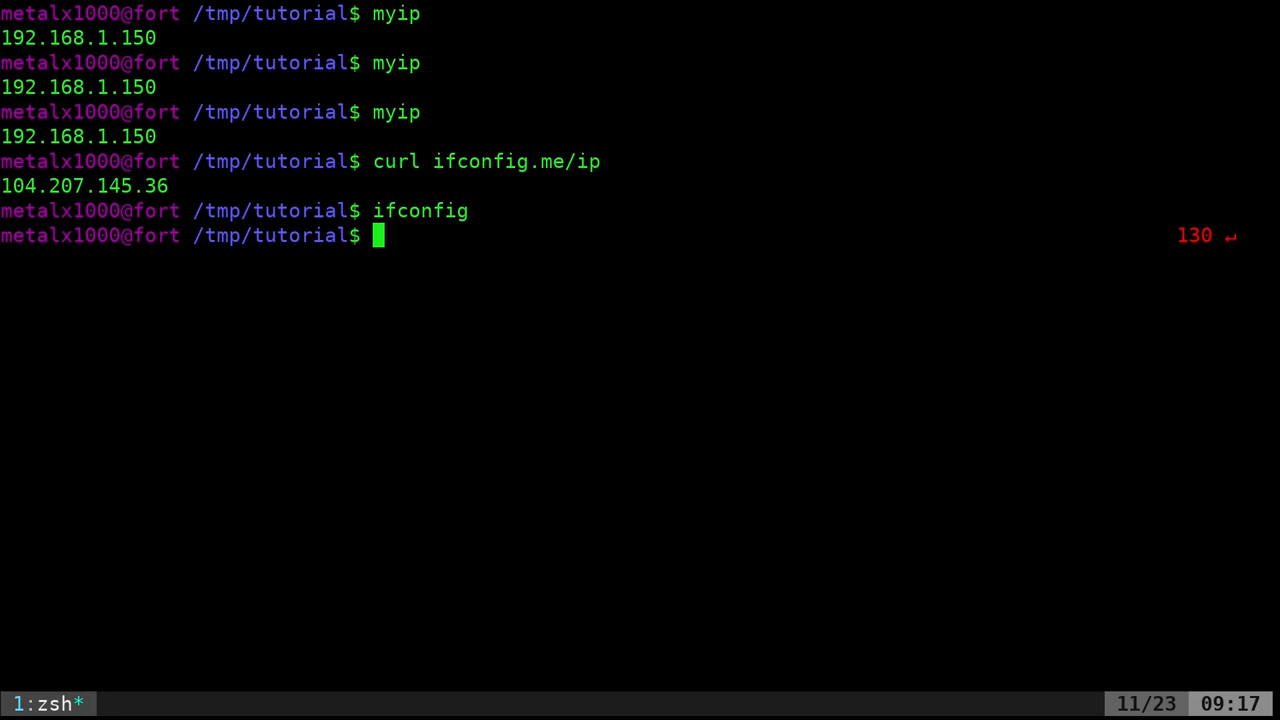 metalx1000@fort /tmp/tutorial$ myip
192.168.1.150
metalx1000@fort /tmp/tutorial$ myip
192.168.1.150
metalx1000@fort /tmp/tutorial$ myip
192.168.1.150
metalx1000@fort /tmp/tutorial$ curl ifconfig.me/ip
104.207.145.36
metalx1000@fort /tmp/tutorial$ ifconfig
metalx1000@fort /tmp/tutorial$ 130 ↵
1:zsh* 11/23 09:17